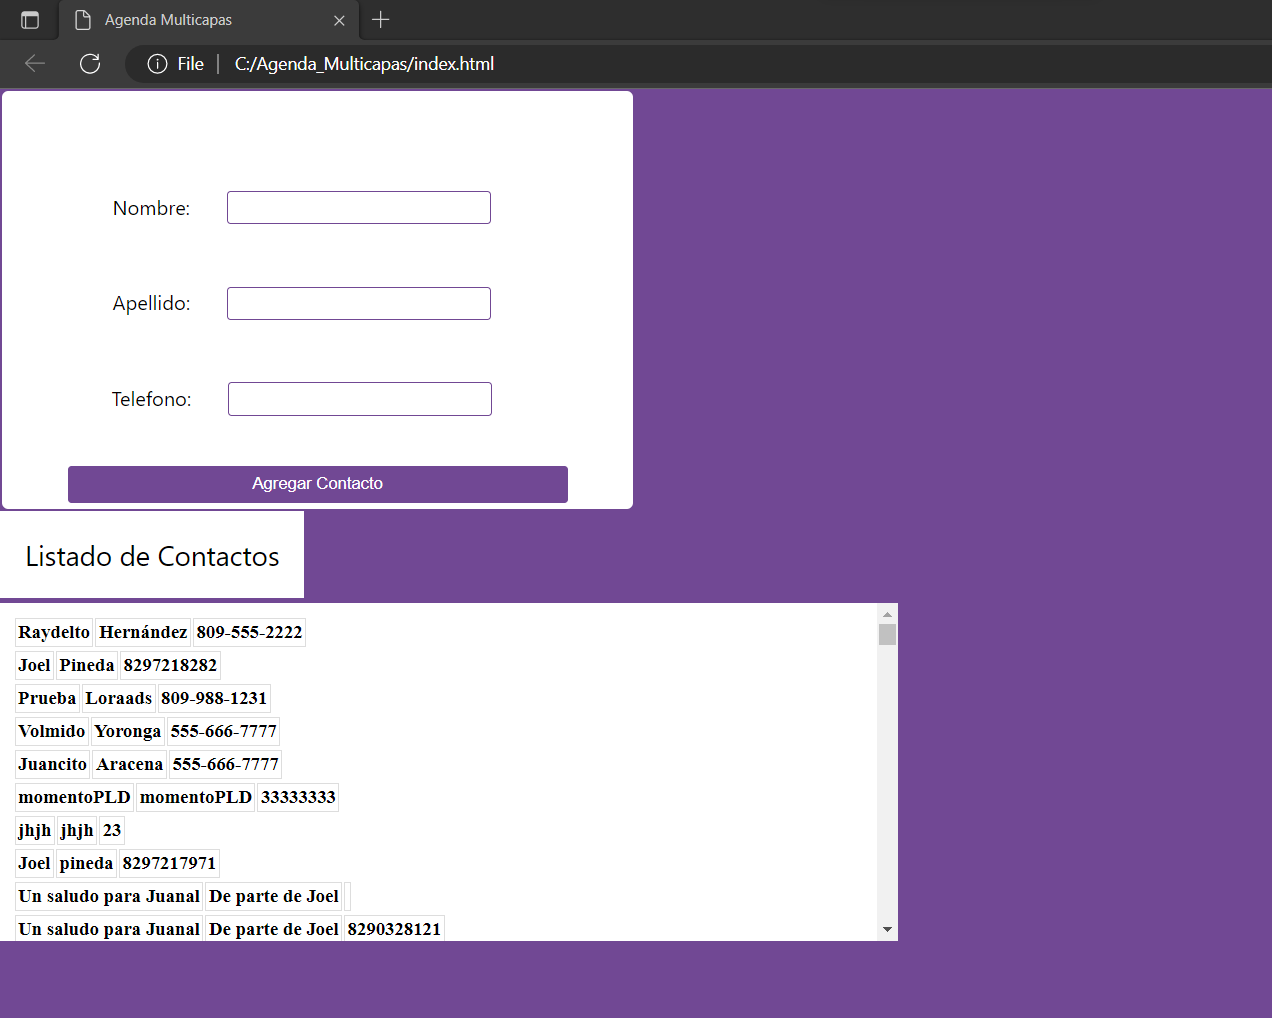 Agenda Multicapas
File C:/Agenda_Multicapas/index.html
Nombre:
Apellido:
Telefono:
Agregar Contacto
Listado de Contactos
Raydelto Hernández 809-555-2222
Joel Pineda 8297218282
Prueba Loraads 809-988-1231
Volmido Yoronga 555-666-7777
Juancito Aracena 555-666-7777
momentoPLD momentoPLD 33333333
jhjh jhjh 23
Joel pineda 8297217971
Un saludo para Juanal De parte de Joel
Un saludo para Juanal De parte de Joel 8290328121